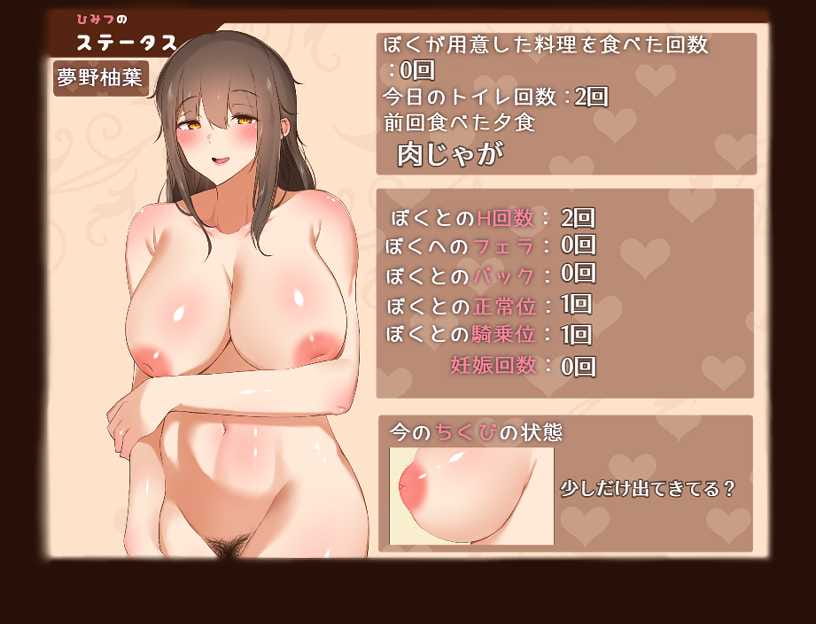 ひみつの
ステータス
夢野柚葉
ぼくが用意した料理を食べた回数
：0回
今日のトイレ回数：2回
前回食べた夕食
肉じゃが
ぼくとのH回数： 2回
ぼくへのフェラ： 0回
ぼくとのバック： 0回
ぼくとの正常位： 1回
ぼくとの騎乗位： 1回
妊娠回数： 0回
今のちくびの状態
少しだけ出てきてる？